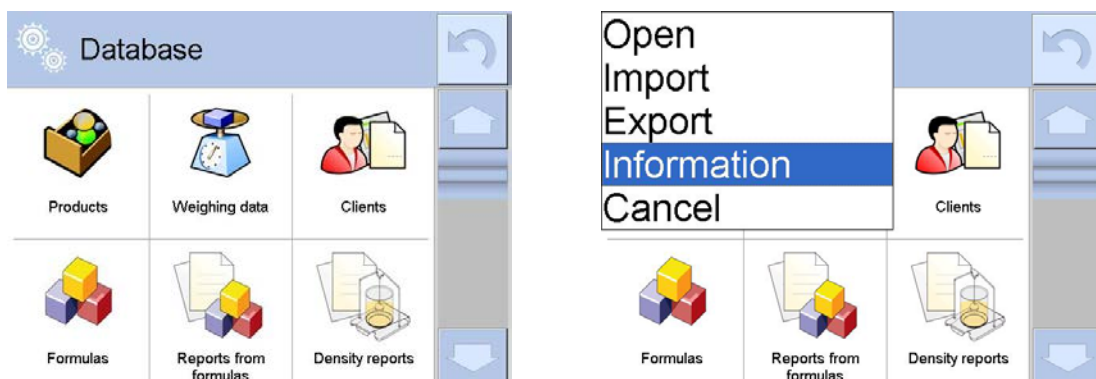 Database
Products
Weighing data
Clients
Formulas
Reports from
formulas
Density reports
Open
Import
Export
Information
Cancel
Clients
Formulas
Reports from
formulas
Density reports